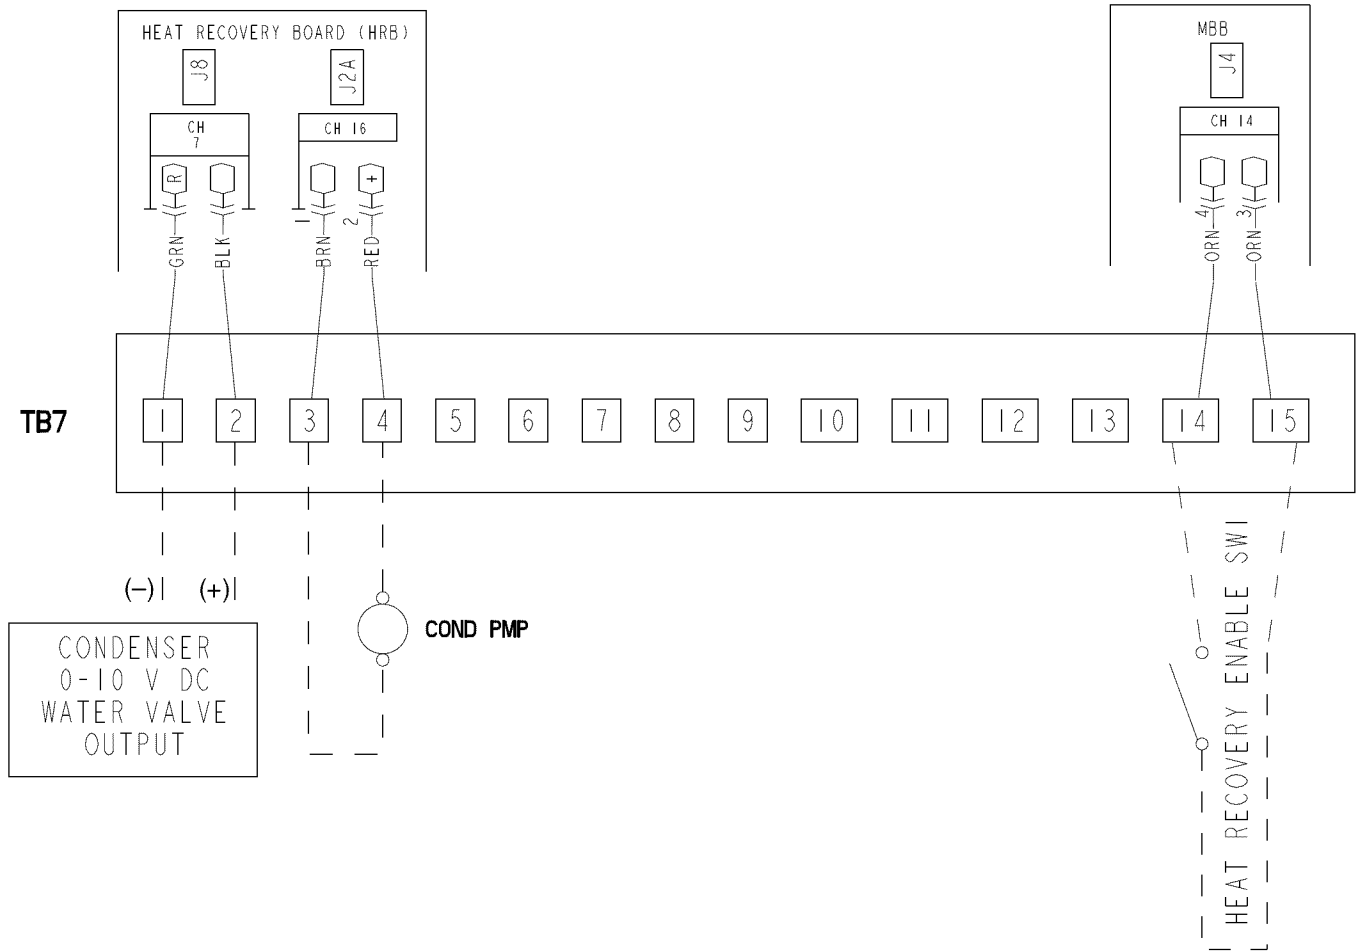 HEAT RECOVERY BOARD (HRB)
J8
J2A
CH
7
CH 16
R
+
1
2
GRN
BLK
BRN
RED
MBB
J4
CH 14
4
3
ORN
ORN
TB7
1 2 3 4 5 6 7 8 9 10 11 12 13 14 15
(-) (+)
CONDENSER
0-10 V DC
WATER VALVE
OUTPUT
COND PMP
HEAT RECOVERY ENABLE SW1